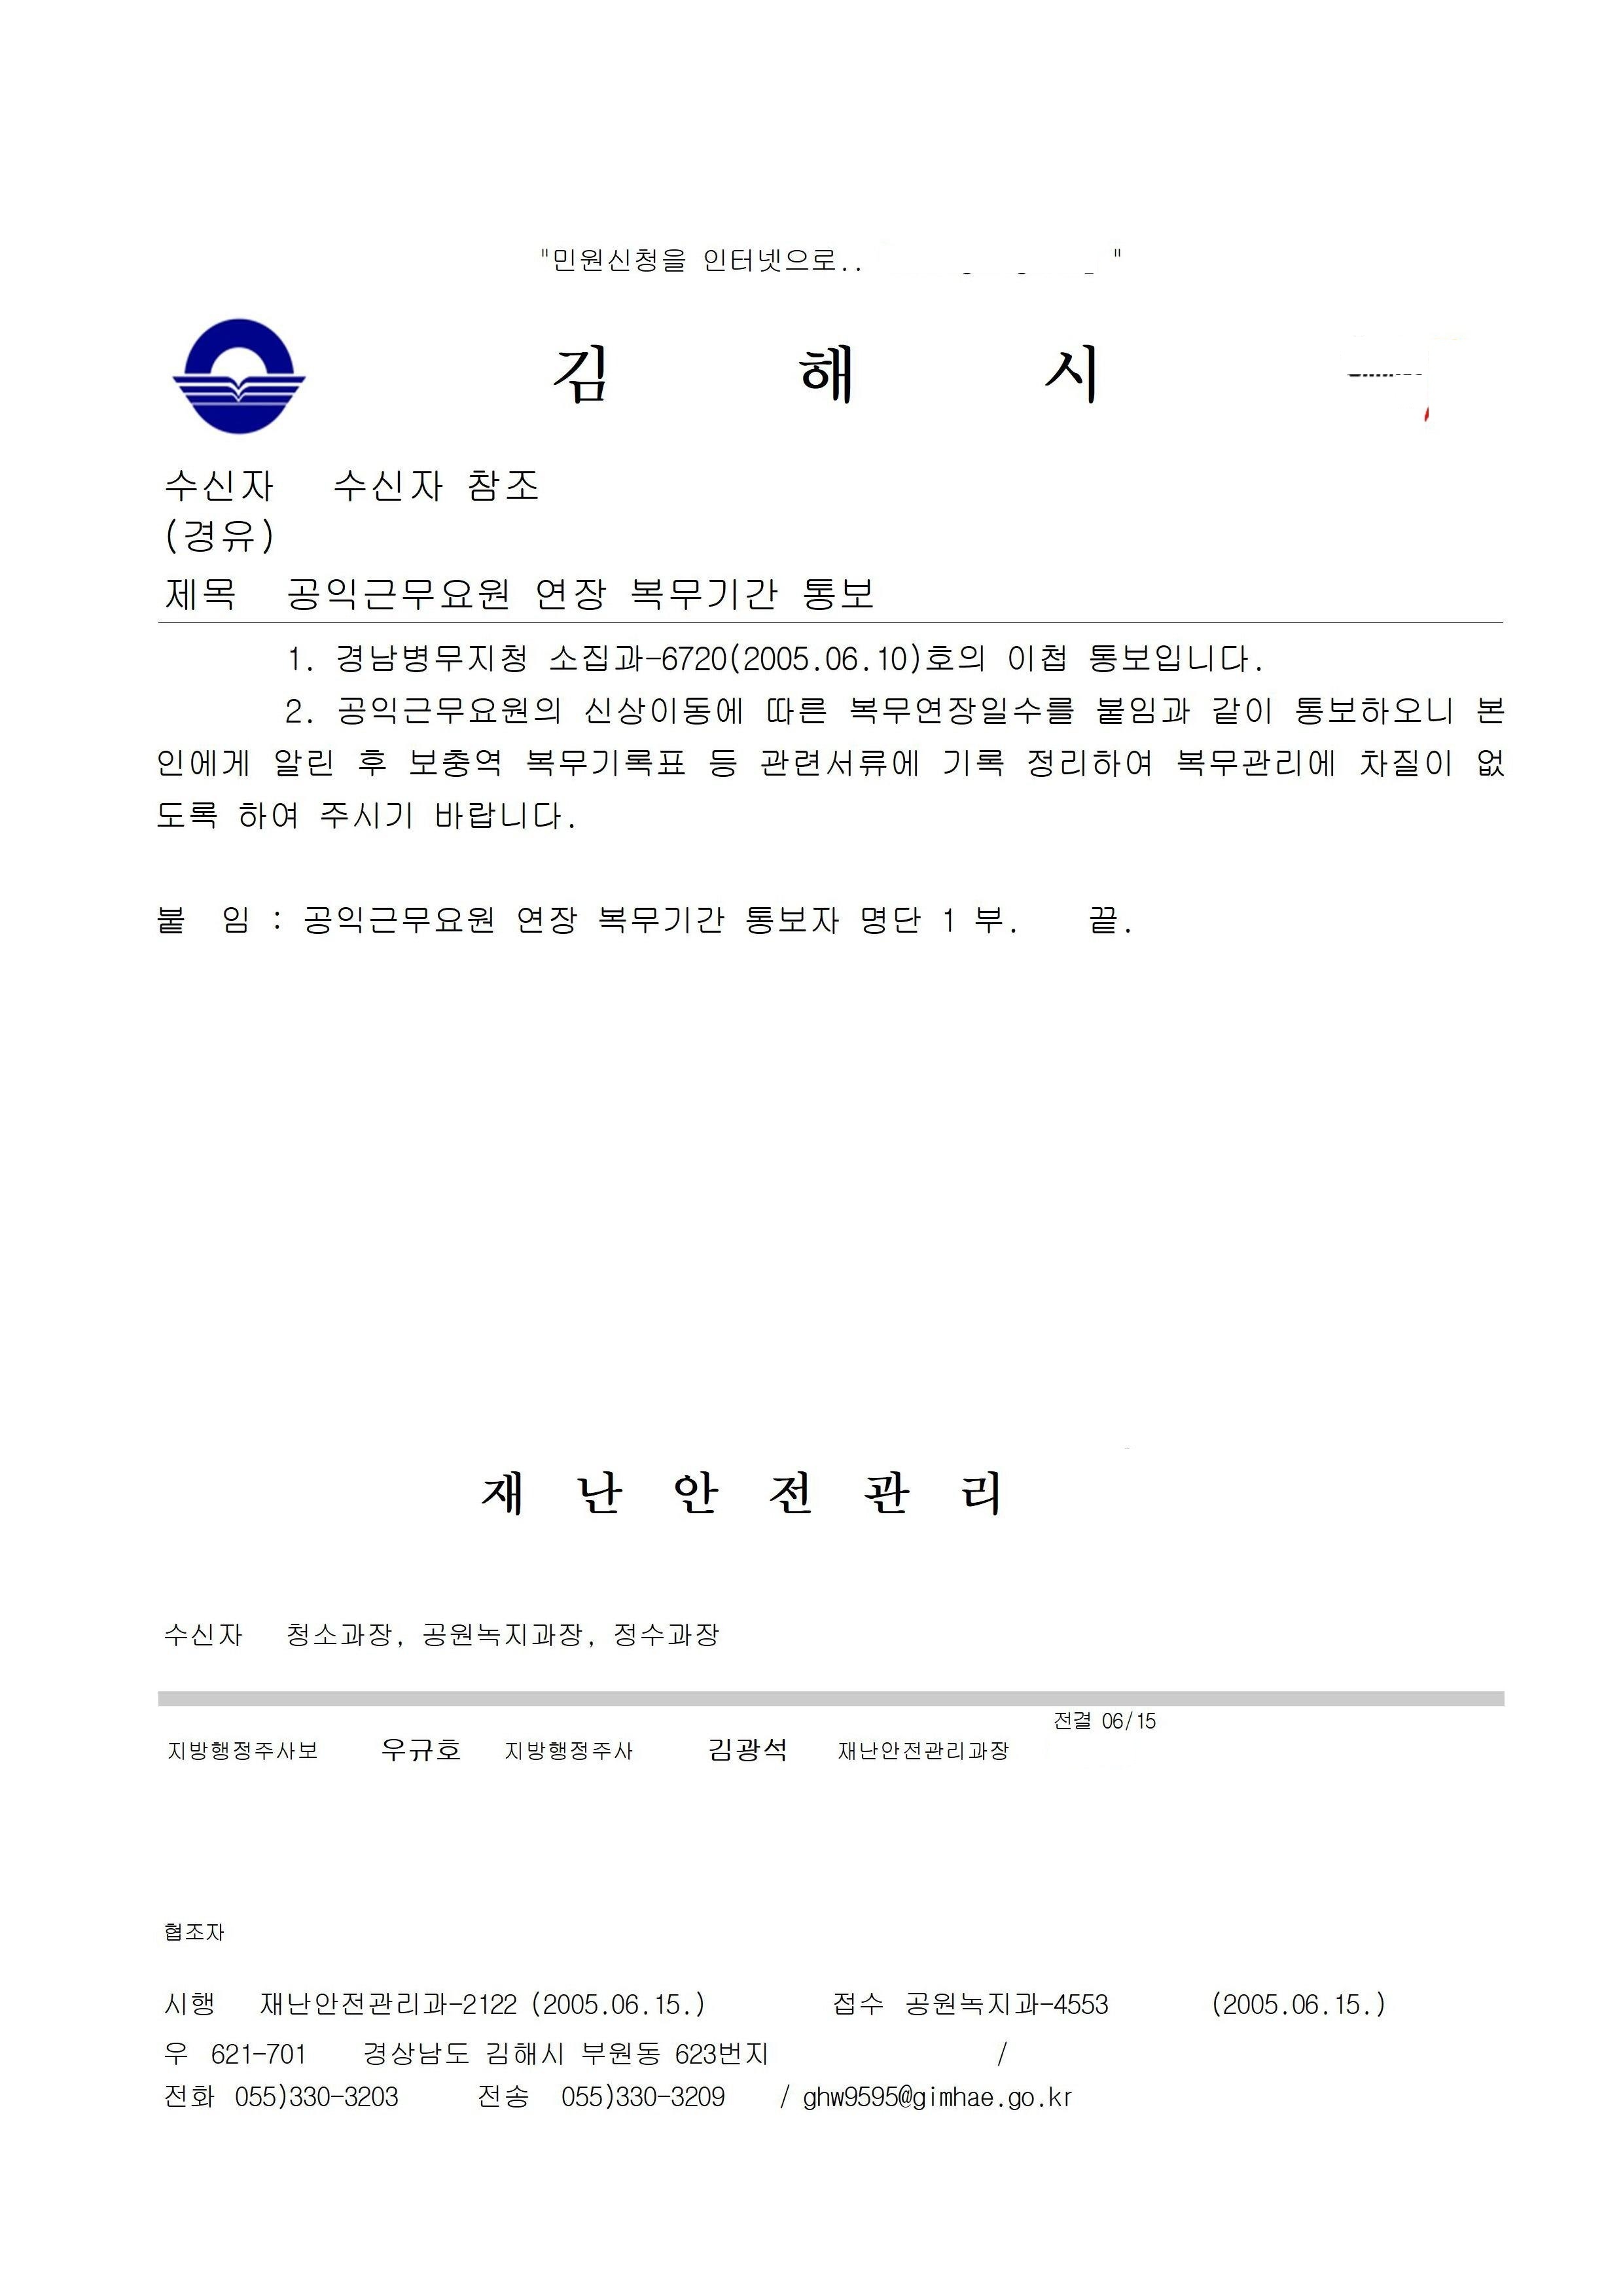 "민원신청을 인터넷으로.. "
김 해 시
수신자 수신자 참조
(경유)
제목 공익근무요원 연장 복무기간 통보
1. 경남병무지청 소집과-6720(2005.06.10)호의 이첩 통보입니다.
2. 공익근무요원의 신상이동에 따른 복무연장일수를 붙임과 같이 통보하오니 본
인에게 알린 후 보충역 복무기록표 등 관련서류에 기록 정리하여 복무관리에 차질이 없
도록 하여 주시기 바랍니다.
붙 임 : 공익근무요원 연장 복무기간 통보자 명단 1 부. 끝.
재 난 안 전 관 리
수신자 청소과장, 공원녹지과장, 정수과장
전결 06/15
지방행정주사보 우규호 지방행정주사 김광석 재난안전관리과장
협조자
시행 재난안전관리과-2122 (2005.06.15.) 접수 공원녹지과-4553 (2005.06.15.)
우 621-701 경상남도 김해시 부원동 623번지 /
전화 055)330-3203 전송 055)330-3209 / ghw9595@gimhae.go.kr